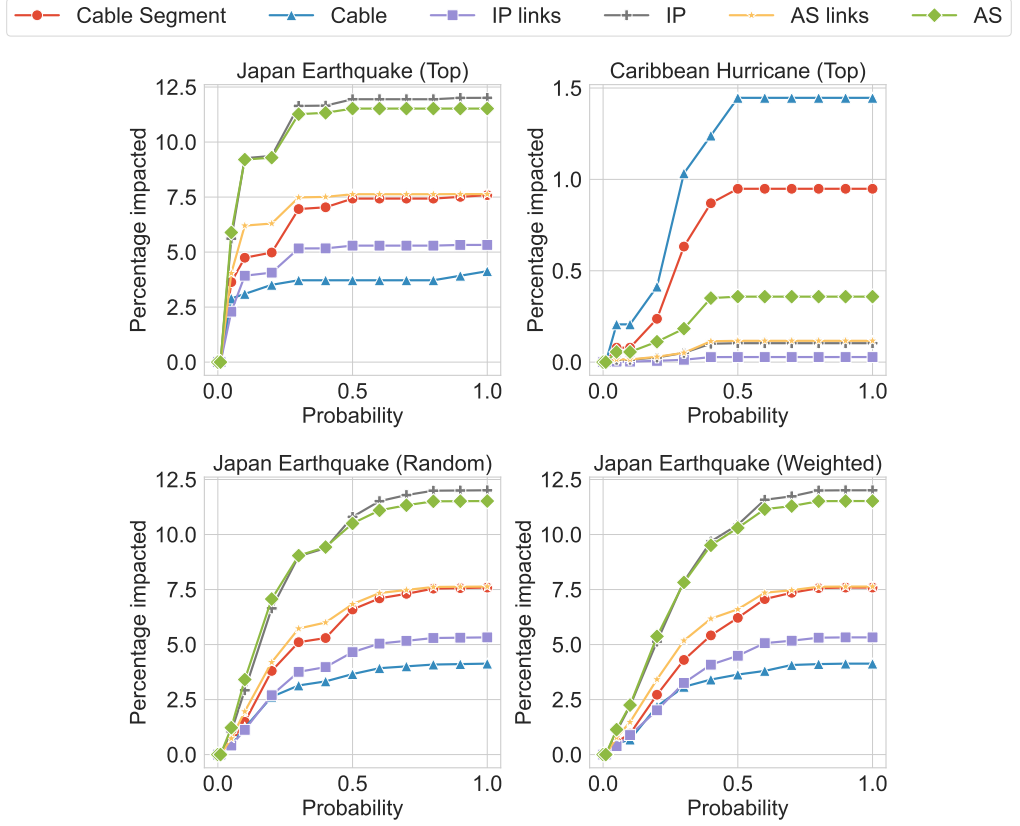 Cable Segment Cable IP links IP AS links AS
Japan Earthquake (Top)
12.5
10.0
7.5
5.0
2.5
0.0
Percentage impacted
0.0 0.5 1.0
Probability
Caribbean Hurricane (Top)
1.5
1.0
0.5
0.0
Percentage impacted
0.0 0.5 1.0
Probability
Japan Earthquake (Random)
12.5
10.0
7.5
5.0
2.5
0.0
Percentage impacted
0.0 0.5 1.0
Probability
Japan Earthquake (Weighted)
12.5
10.0
7.5
5.0
2.5
0.0
Percentage impacted
0.0 0.5 1.0
Probability